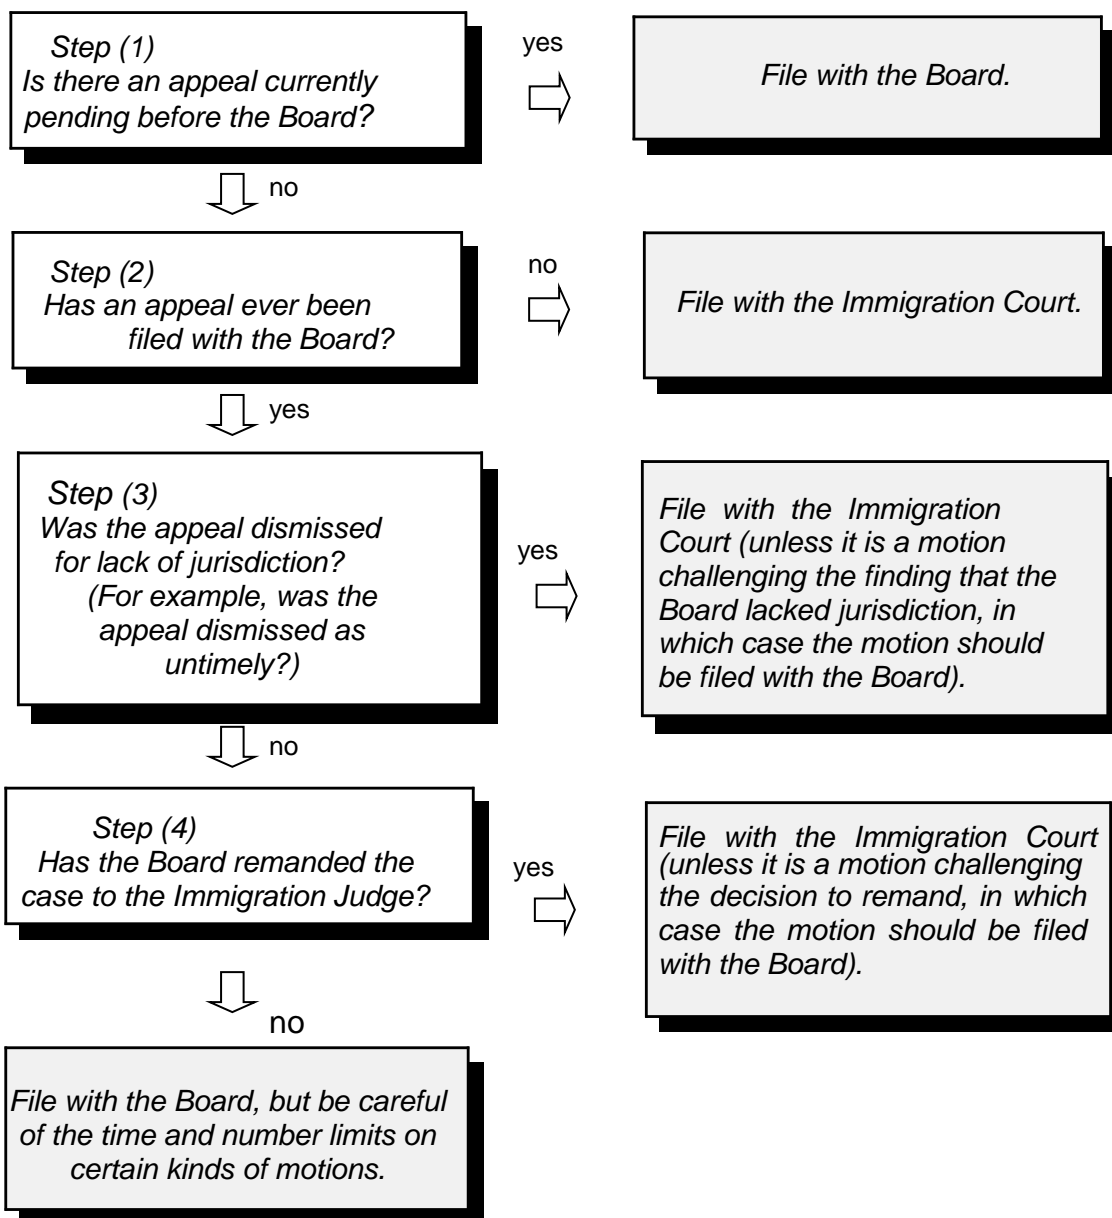 Step (1)
Is there an appeal currently
pending before the Board?
yes
File with the Board.
no
Step (2)
Has an appeal ever been
filed with the Board?
no
File with the Immigration Court.
yes
Step (3)
Was the appeal dismissed
for lack of jurisdiction?
(For example, was the
appeal dismissed as
untimely?)
yes
File with the Immigration
Court (unless it is a motion
challenging the finding that the
Board lacked jurisdiction, in
which case the motion should
be filed with the Board).
no
Step (4)
Has the Board remanded the
case to the Immigration Judge?
yes
File with the Immigration Court
(unless it is a motion challenging
the decision to remand, in which
case the motion should be filed
with the Board).
no
File with the Board, but be careful
of the time and number limits on
certain kinds of motions.